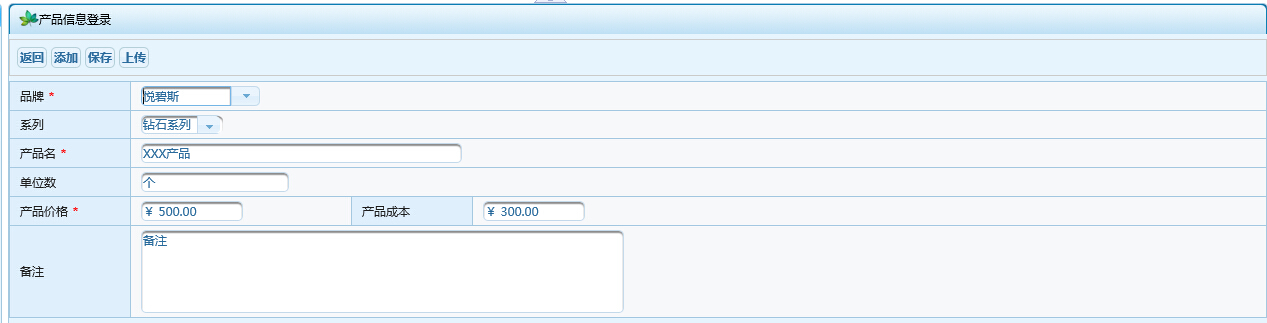 产品信息登录
返回 添加 保存 上传
品牌 * 悦碧斯
系列 钻石系列
产品名 * XXX产品
单位数 个
产品价格 * ¥ 500.00 产品成本 ¥ 300.00
备注 备注